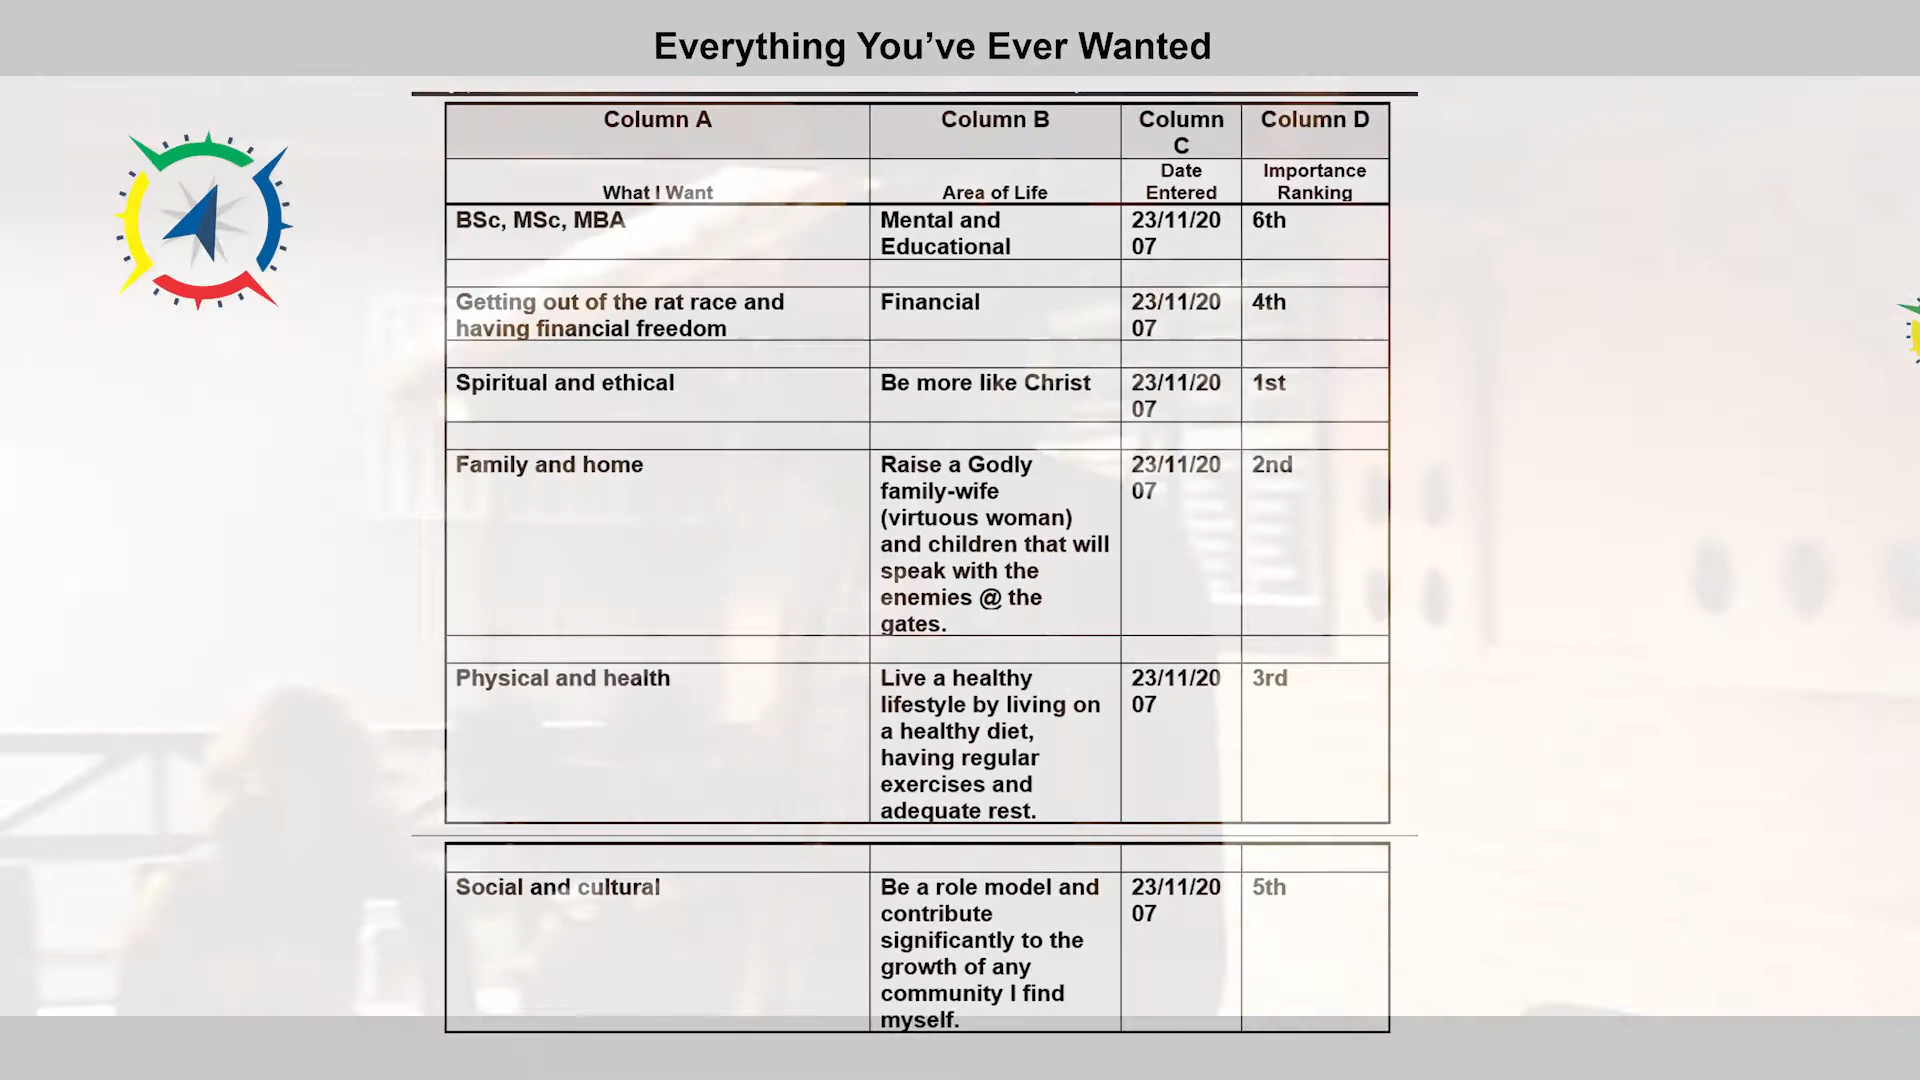 Everything You’ve Ever Wanted
Column A
Column B
Column
C
Column D
What I Want
Area of Life
Date
Entered
Importance
Ranking
BSc, MSc, MBA
Mental and
Educational
23/11/20
07
6th
Getting out of the rat race and
having financial freedom
Financial
23/11/20
07
4th
Spiritual and ethical
Be more like Christ
23/11/20
07
1st
Family and home
Raise a Godly
family-wife
(virtuous woman)
and children that will
speak with the
enemies @ the
gates.
23/11/20
07
2nd
Physical and health
Live a healthy
lifestyle by living on
a healthy diet,
having regular
exercises and
adequate rest.
23/11/20
07
3rd
Social and cultural
Be a role model and
contribute
significantly to the
growth of any
community I find
myself.
23/11/20
07
5th